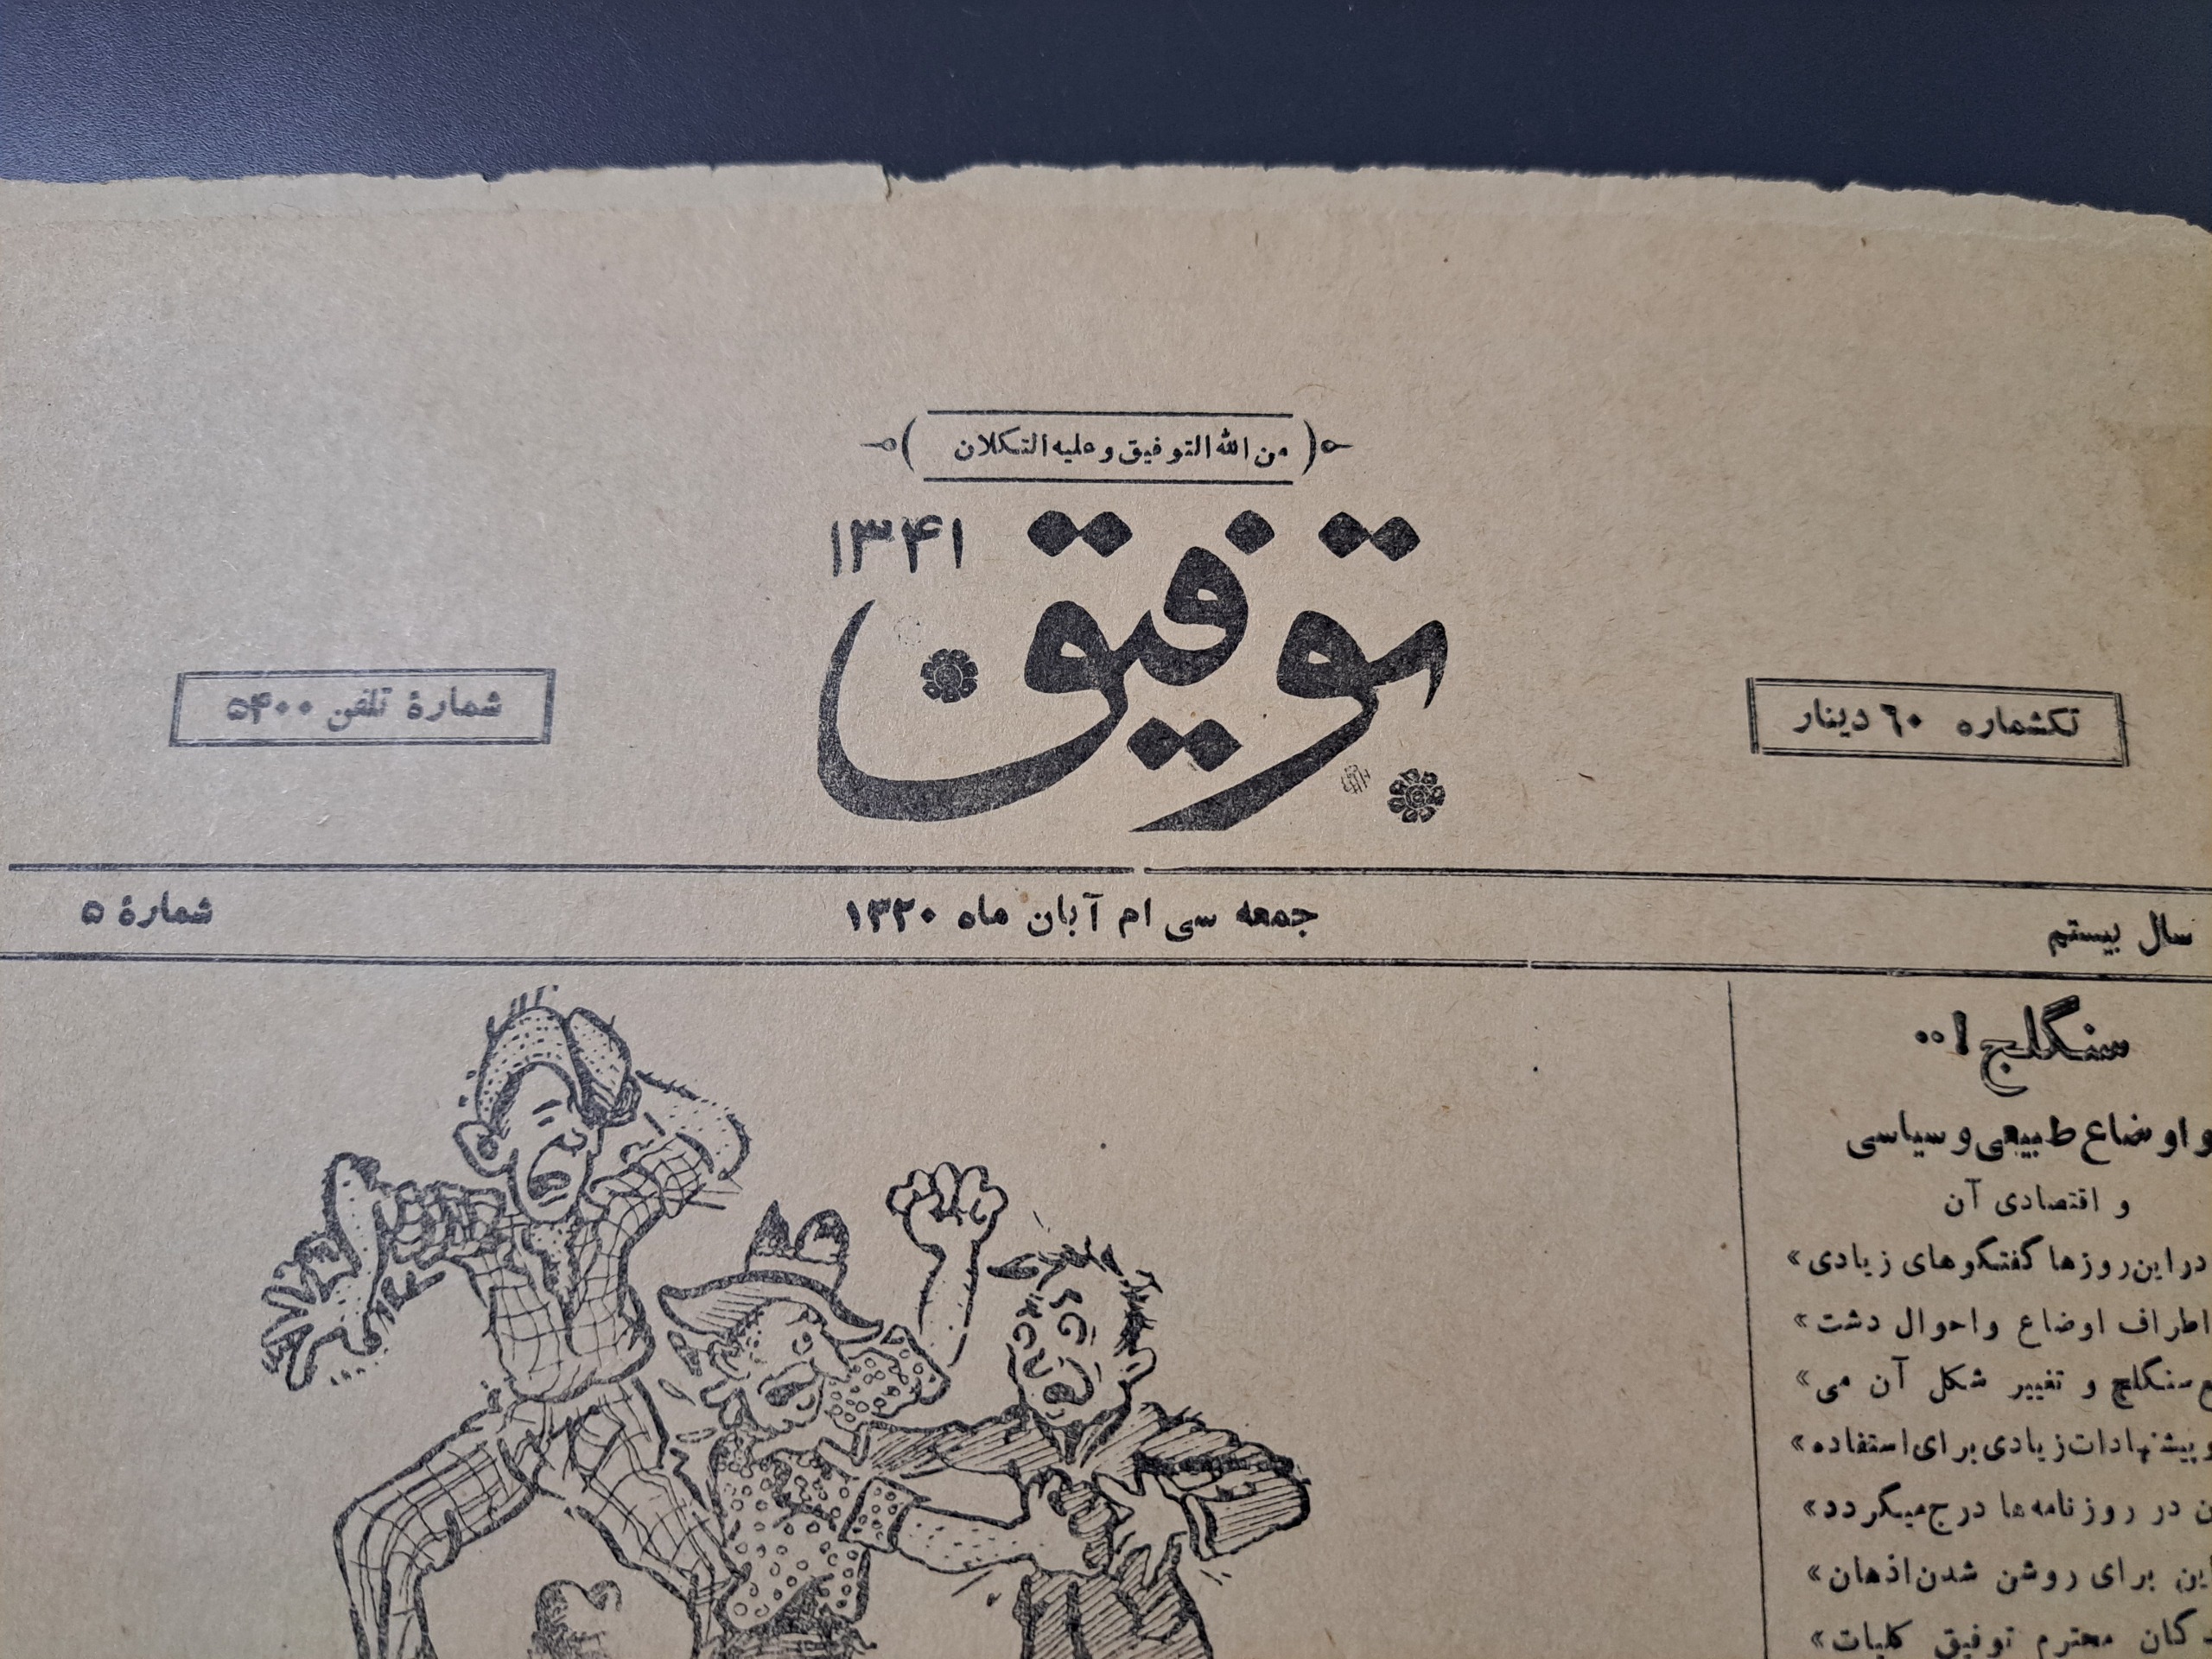 من الله التوفیق و علیه التکلان
توفیق
۱۳۴۱
تکشماره ۶۰ دینار
شمارهٔ تلفن ۵۴۰۰
سال بیستم
جمعه سی ام آبان ماه ۱۳۲۰
شمارهٔ ۵
سنگلج!..
و اوضاع طبیعی و سیاسی
و اقتصادی آن
در این روزها گفتگوهای زیادی»
اطراف اوضاع و احوال دشت»
سنگلج و تغییر شکل آن می»
و پیشنهادات زیادی برای استفاده»
در روزنامه‌ها درج میگردد»
برای روشن شدن اذهان»
محترم توفیق کلیات»